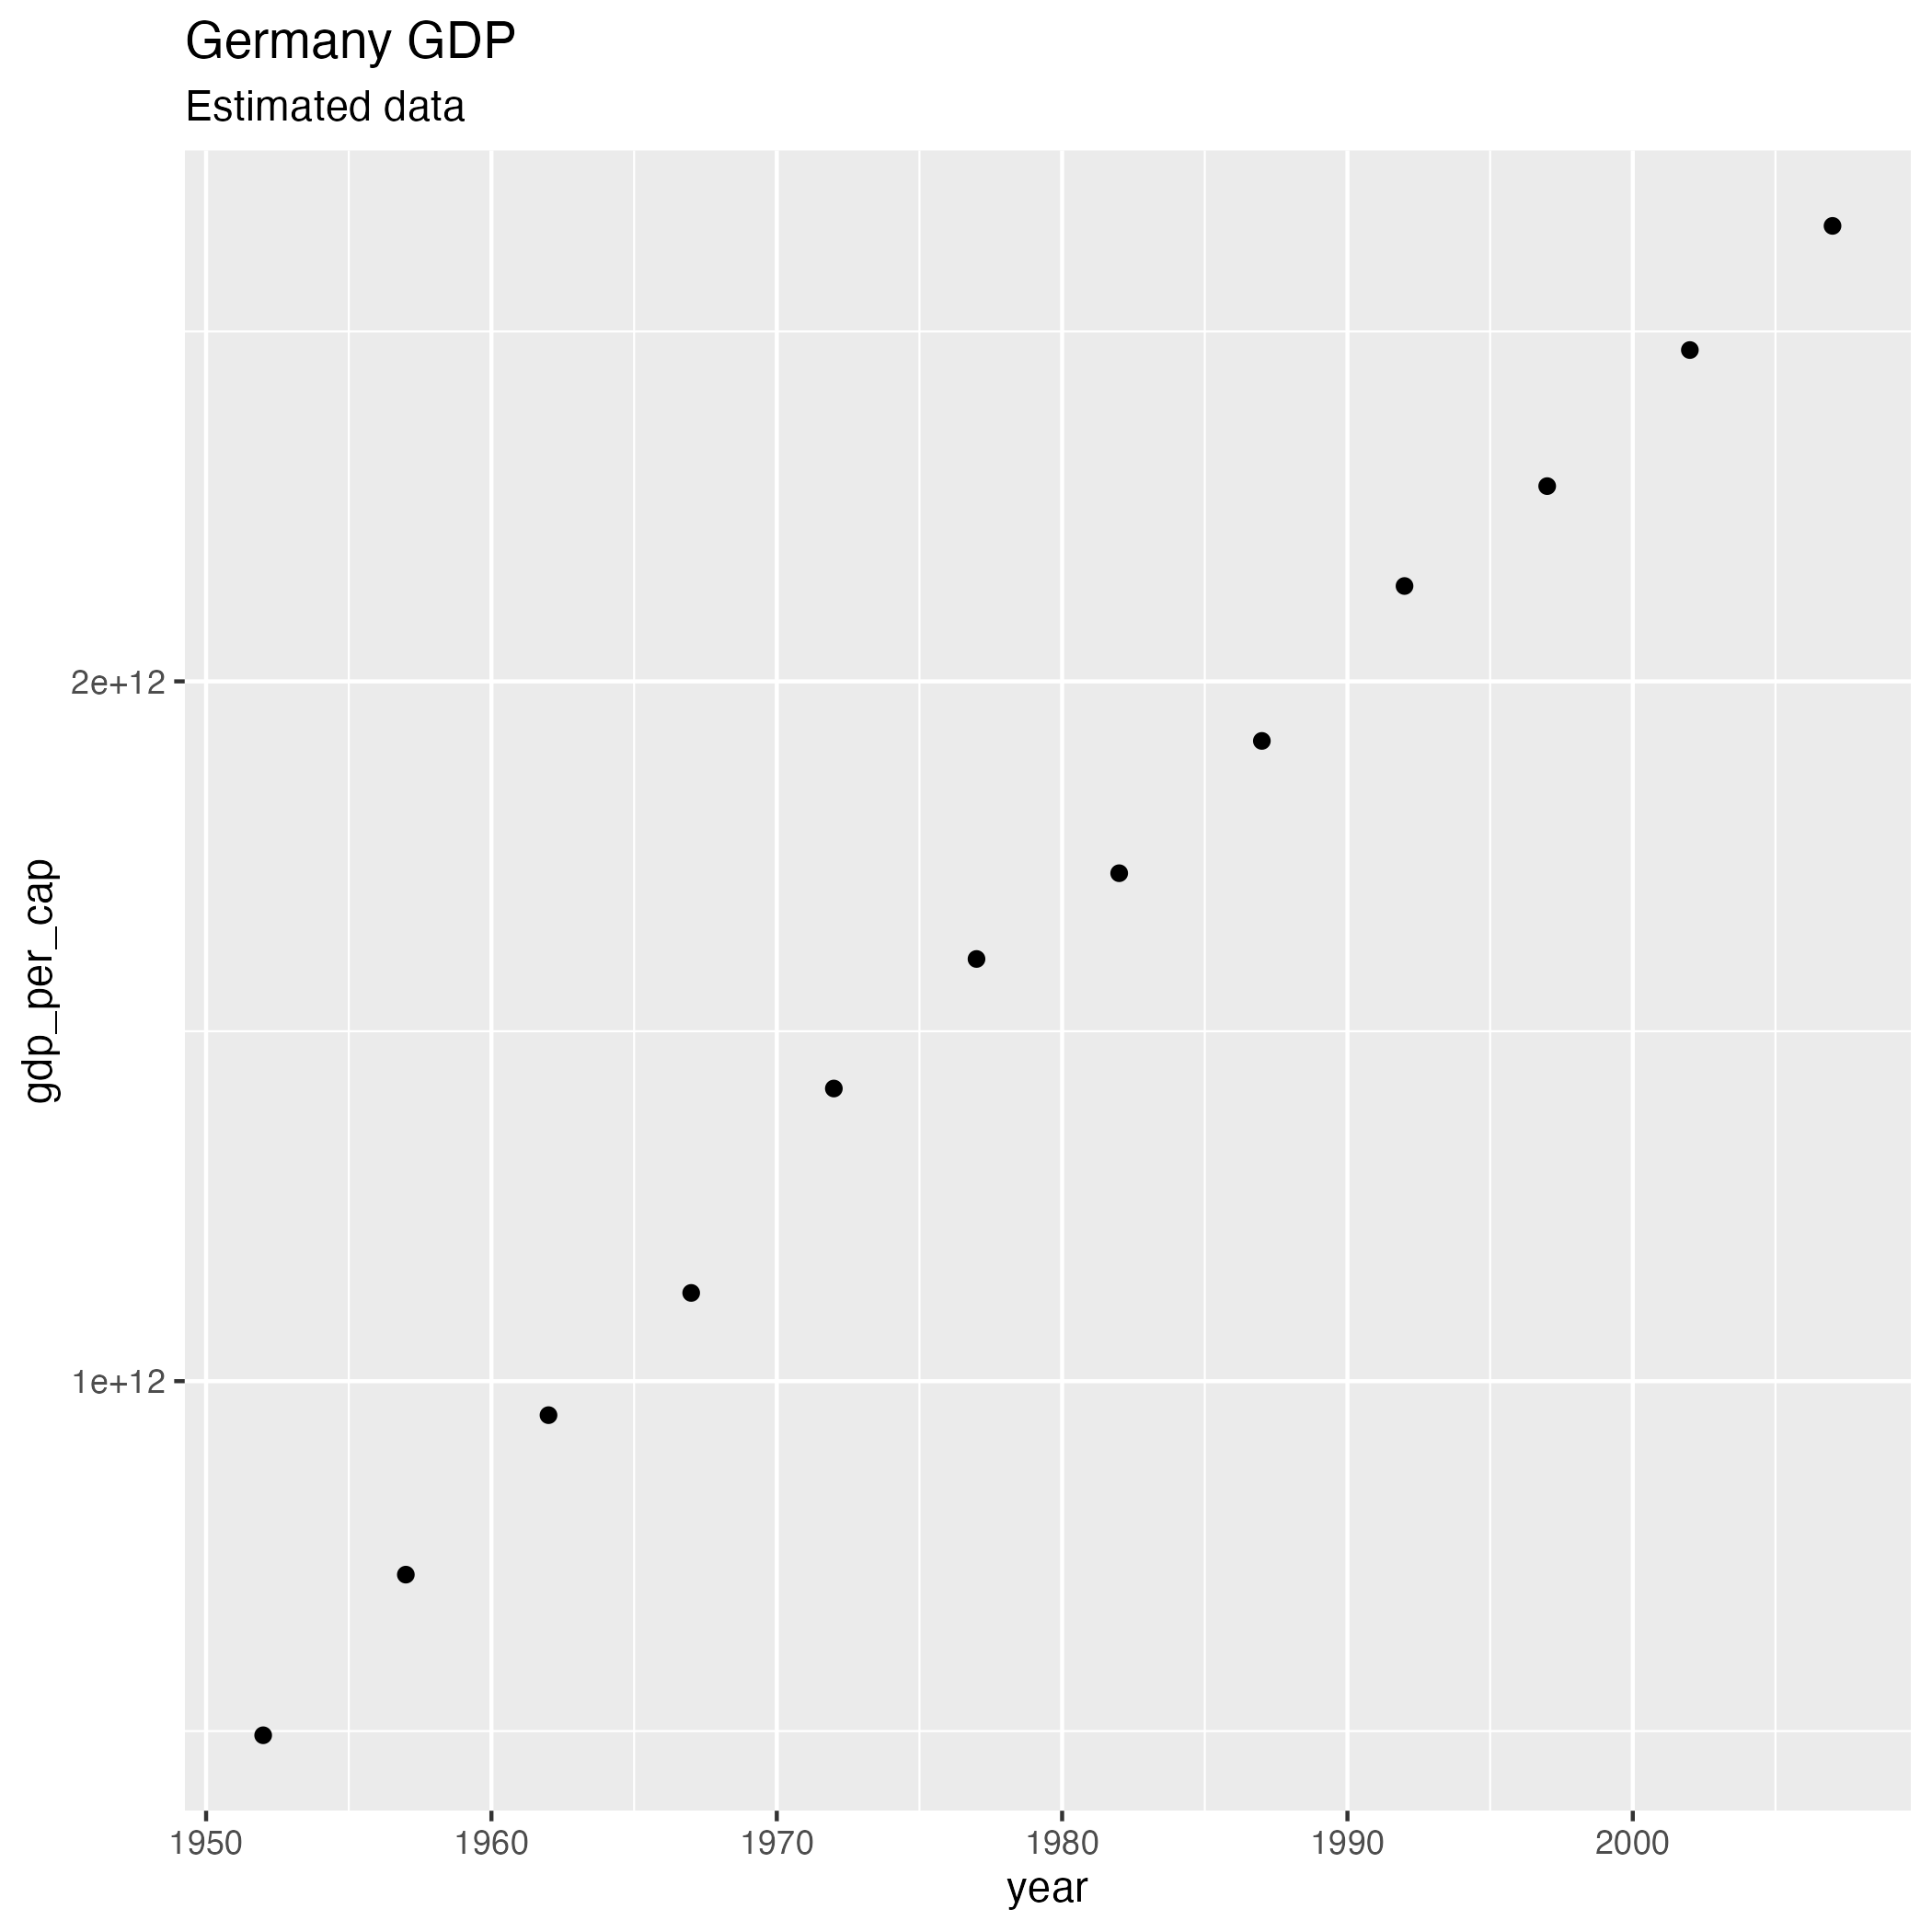 Germany GDP
Estimated data
gdp_per_cap
2e+12
1e+12
1950 1960 1970 1980 1990 2000
year